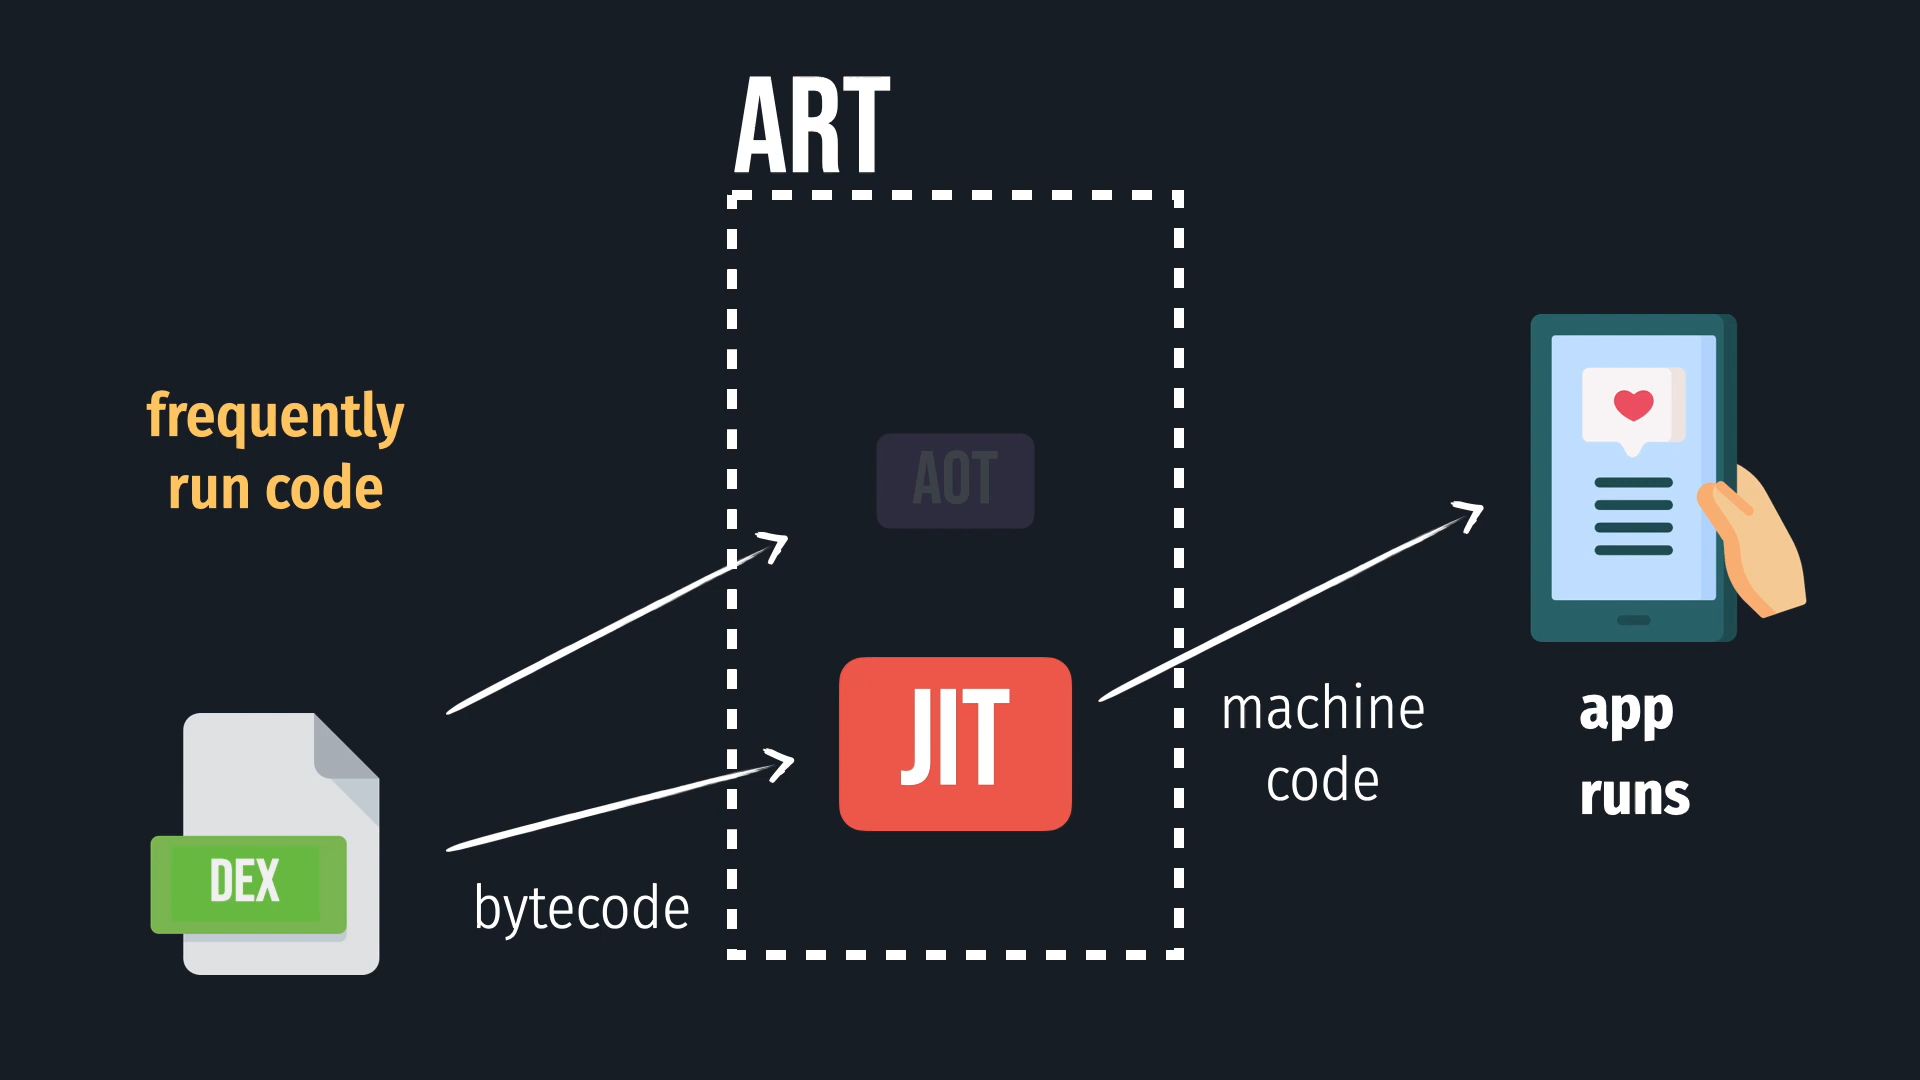 ART
frequently
run code
AOT
JIT
machine
code
app
runs
DEX
bytecode